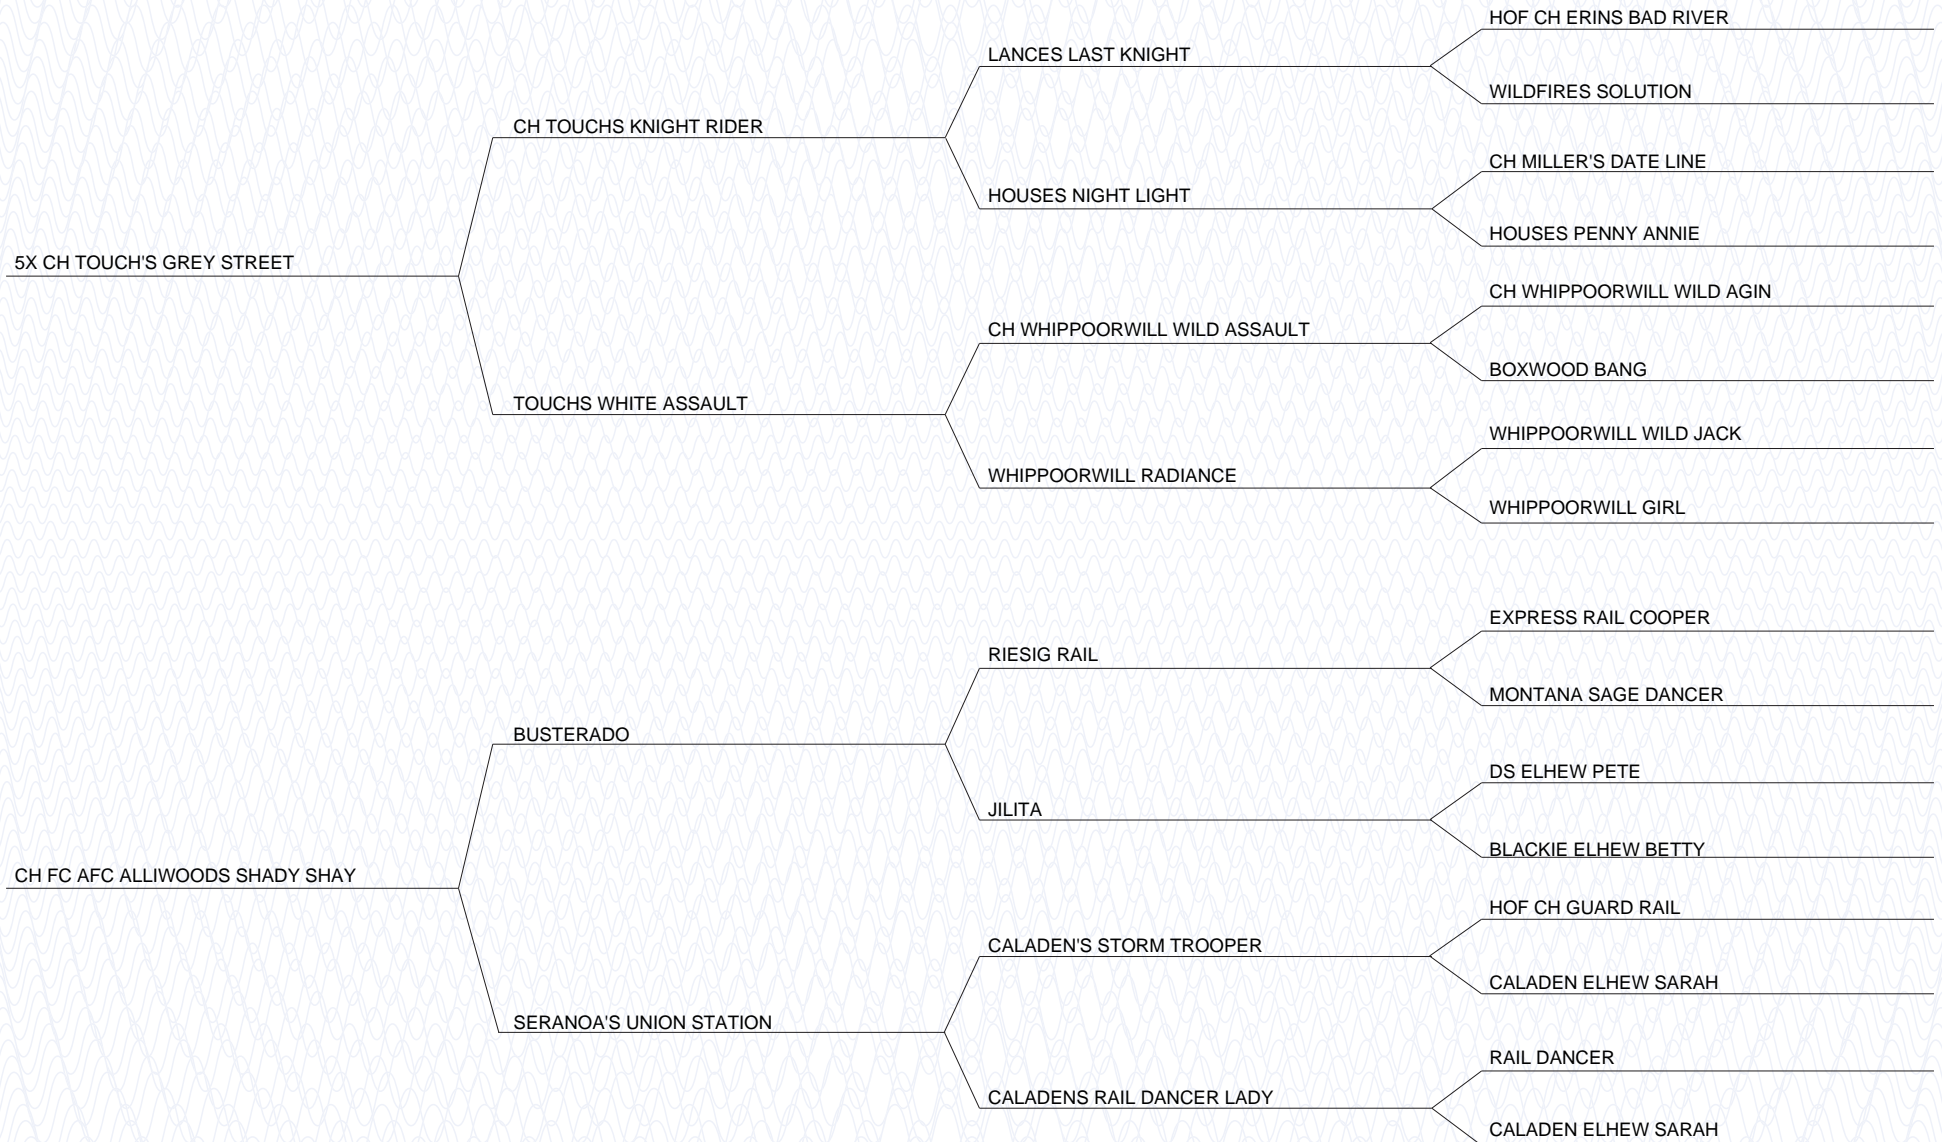 HOF CH ERINS BAD RIVER
LANCES LAST KNIGHT
WILDFIRES SOLUTION
CH TOUCHS KNIGHT RIDER
CH MILLER'S DATE LINE
HOUSES NIGHT LIGHT
HOUSES PENNY ANNIE
5X CH TOUCH'S GREY STREET
CH WHIPPOORWILL WILD AGIN
CH WHIPPOORWILL WILD ASSAULT
BOXWOOD BANG
TOUCHS WHITE ASSAULT
WHIPPOORWILL WILD JACK
WHIPPOORWILL RADIANCE
WHIPPOORWILL GIRL
EXPRESS RAIL COOPER
RIESIG RAIL
MONTANA SAGE DANCER
BUSTERADO
DS ELHEW PETE
JILITA
BLACKIE ELHEW BETTY
CH FC AFC ALLIWOODS SHADY SHAY
HOF CH GUARD RAIL
CALADEN'S STORM TROOPER
CALADEN ELHEW SARAH
SERANOA'S UNION STATION
RAIL DANCER
CALADENS RAIL DANCER LADY
CALADEN ELHEW SARAH